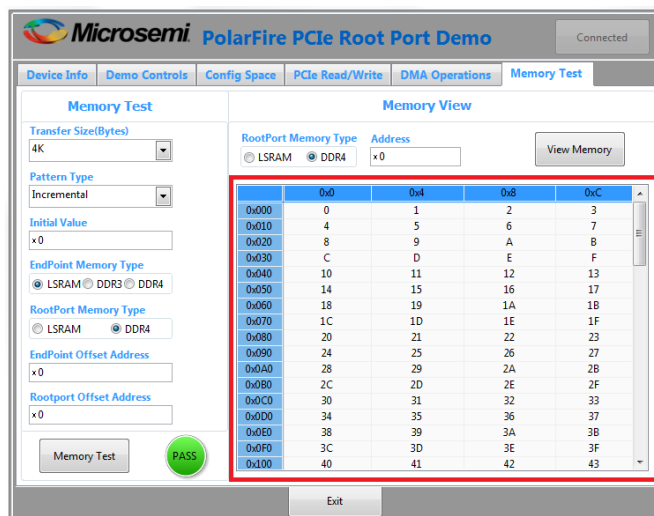 Microsemi PolarFire PCIe Root Port Demo Connected
Device Info Demo Controls Config Space PCIe Read/Write DMA Operations Memory Test
Memory Test
Transfer Size(Bytes)
4K
Pattern Type
Incremental
Initial Value
x 0
EndPoint Memory Type
LSRAM DDR3 DDR4
RootPort Memory Type
LSRAM DDR4
EndPoint Offset Address
x 0
Rootport Offset Address
x 0
Memory Test PASS
Memory View
RootPort Memory Type Address
LSRAM DDR4 x 0 View Memory
0x0 0x4 0x8 0xC
0x000 0 1 2 3
0x010 4 5 6 7
0x020 8 9 A B
0x030 C D E F
0x040 10 11 12 13
0x050 14 15 16 17
0x060 18 19 1A 1B
0x070 1C 1D 1E 1F
0x080 20 21 22 23
0x090 24 25 26 27
0x0A0 28 29 2A 2B
0x0B0 2C 2D 2E 2F
0x0C0 30 31 32 33
0x0D0 34 35 36 37
0x0E0 38 39 3A 3B
0x0F0 3C 3D 3E 3F
0x100 40 41 42 43
Exit